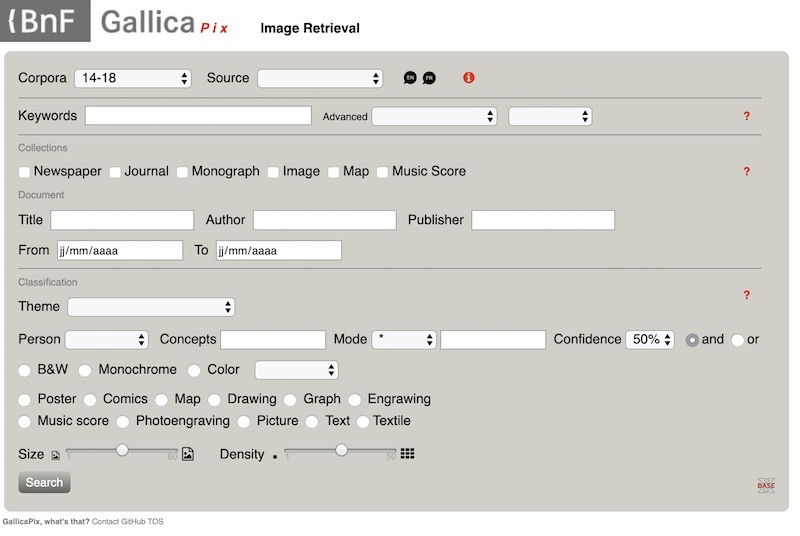 {BnF Gallica Pix Image Retrieval
Corpora 14-18 Source EN FR i
Keywords Advanced ?
Collections
Newspaper Journal Monograph Image Map Music Score ?
Document
Title Author Publisher
From jj/mm/aaaa To jj/mm/aaaa
Classification
Theme ?
Person Concepts Mode * Confidence 50% and or
B&W Monochrome Color
Poster Comics Map Drawing Graph Engrawing
Music score Photoengraving Picture Text Textile
Size 1 60 Density 1 50
Search BASE
GallicaPix, what's that? Contact GitHub TOS